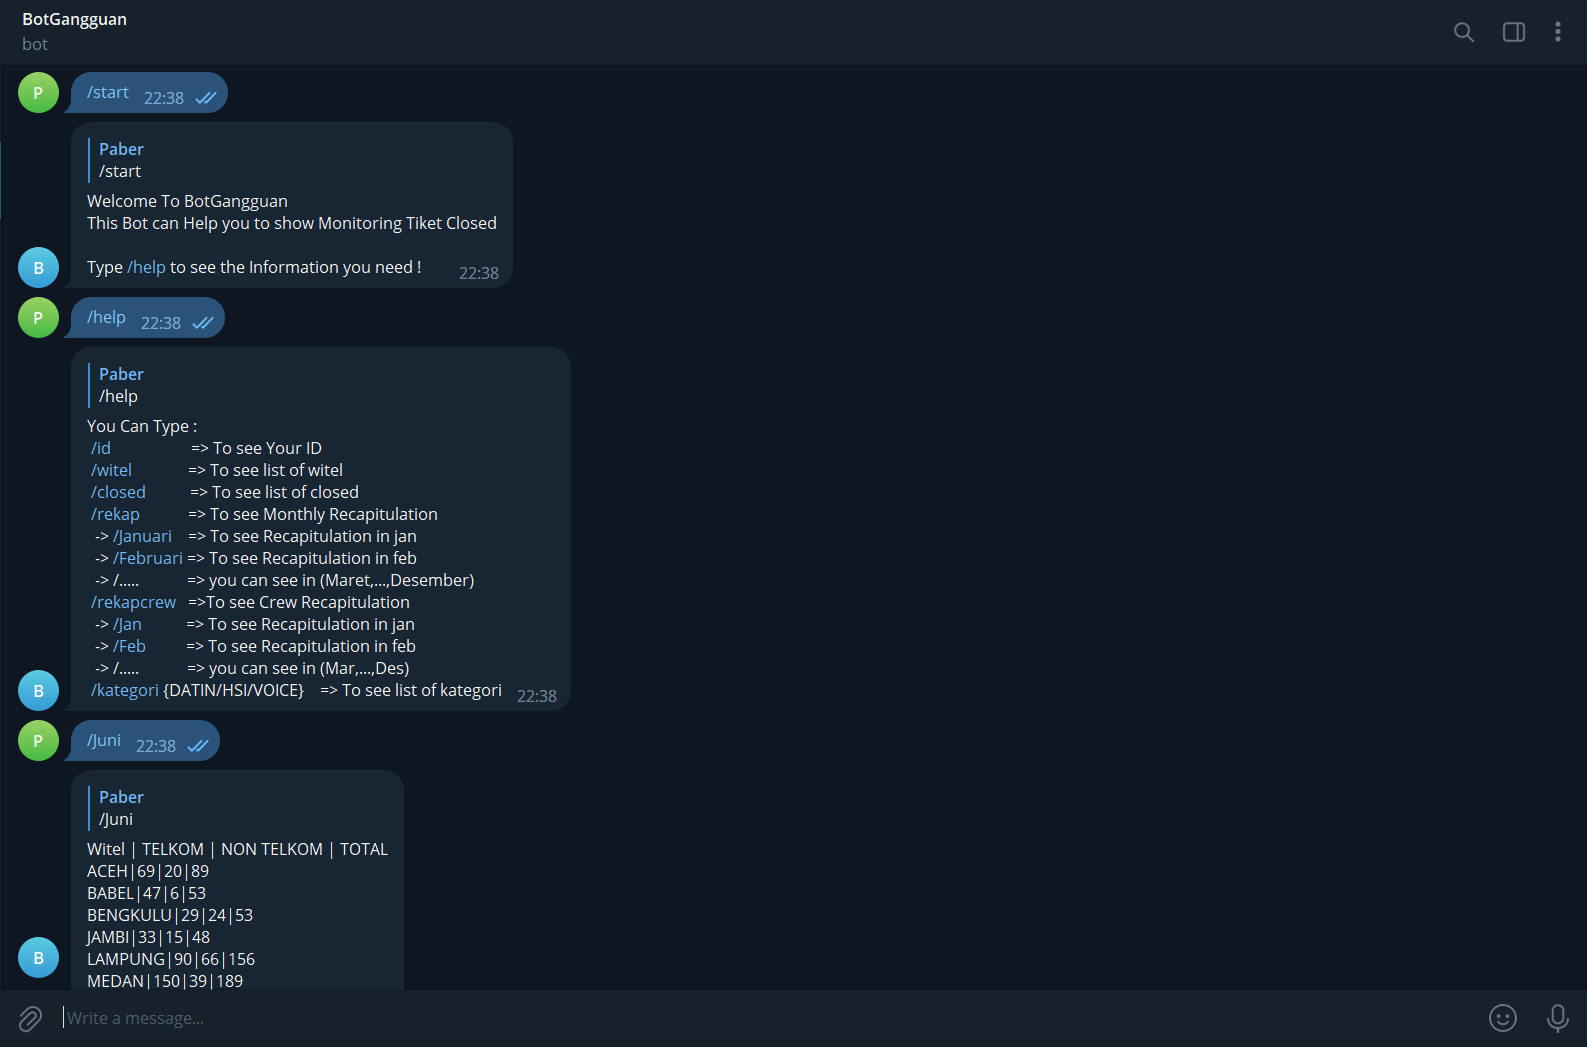 BotGangguan
bot
P
/start 22:38
Paber
/start
Welcome To BotGangguan
This Bot can Help you to show Monitoring Tiket Closed
B
Type /help to see the Information you need ! 22:38
P
/help 22:38
Paber
/help
You Can Type :
/id => To see Your ID
/witel => To see list of witel
/closed => To see list of closed
/rekap => To see Monthly Recapitulation
-> /Januari => To see Recapitulation in jan
-> /Februari => To see Recapitulation in feb
-> /..... => you can see in (Maret,...,Desember)
/rekapcrew =>To see Crew Recapitulation
-> /Jan => To see Recapitulation in jan
-> /Feb => To see Recapitulation in feb
-> /..... => you can see in (Mar,...,Des)
B
/kategori {DATIN/HSI/VOICE} => To see list of kategori 22:38
P
/Juni 22:38
Paber
/Juni
Witel | TELKOM | NON TELKOM | TOTAL
ACEH|69|20|89
BABEL|47|6|53
BENGKULU|29|24|53
JAMBI|33|15|48
B
LAMPUNG|90|66|156
MEDAN|150|39|189
Write a message...